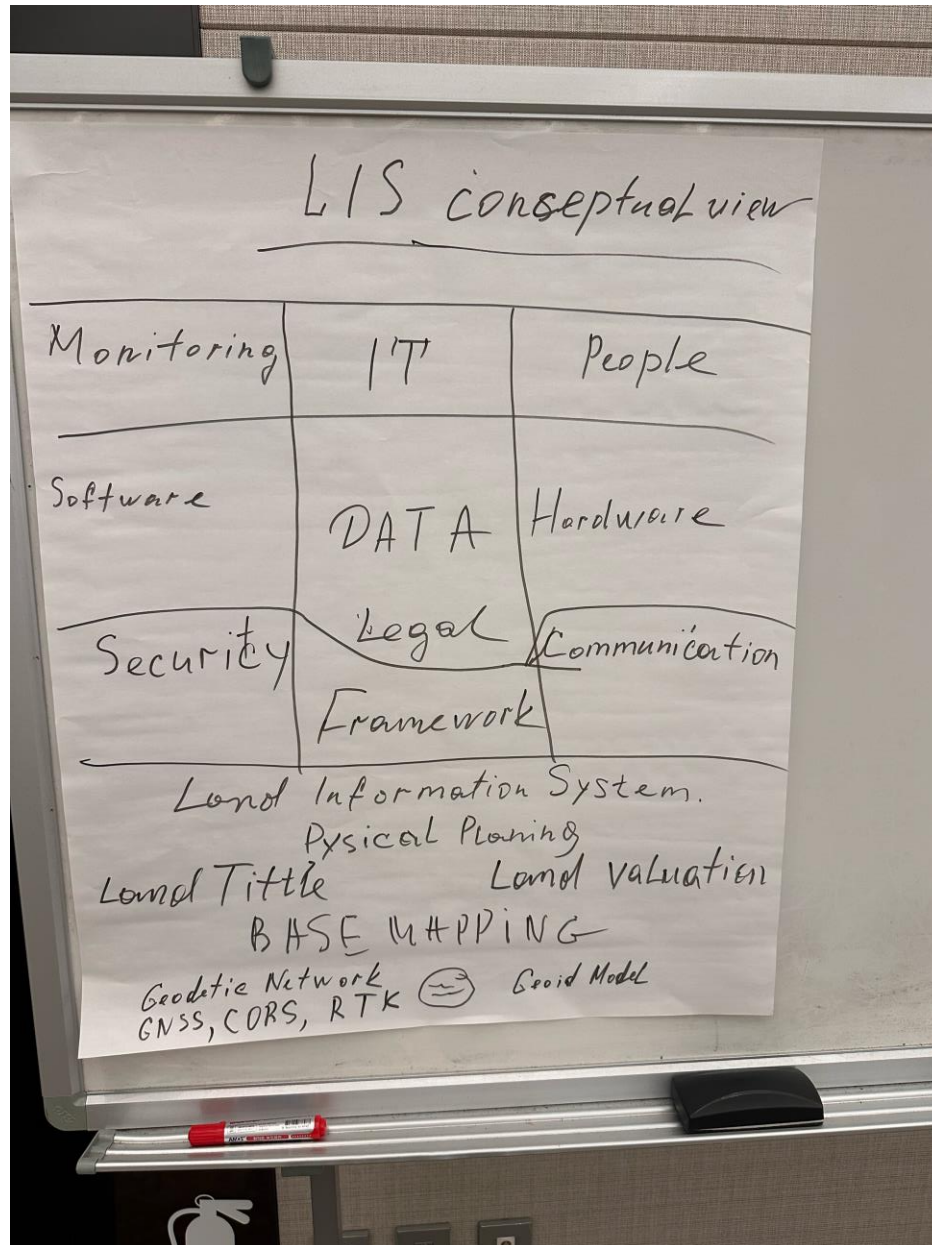 LIS conseptual view
Monitoring IT People
Software DATA Hardware
Security Legal Communication
Framework
Land Information System.
Pysical Planing
Land Tittle Land Valuation
BASE MAPPING
Geodetic Network Geoid Model
GNSS, CORS, RTK